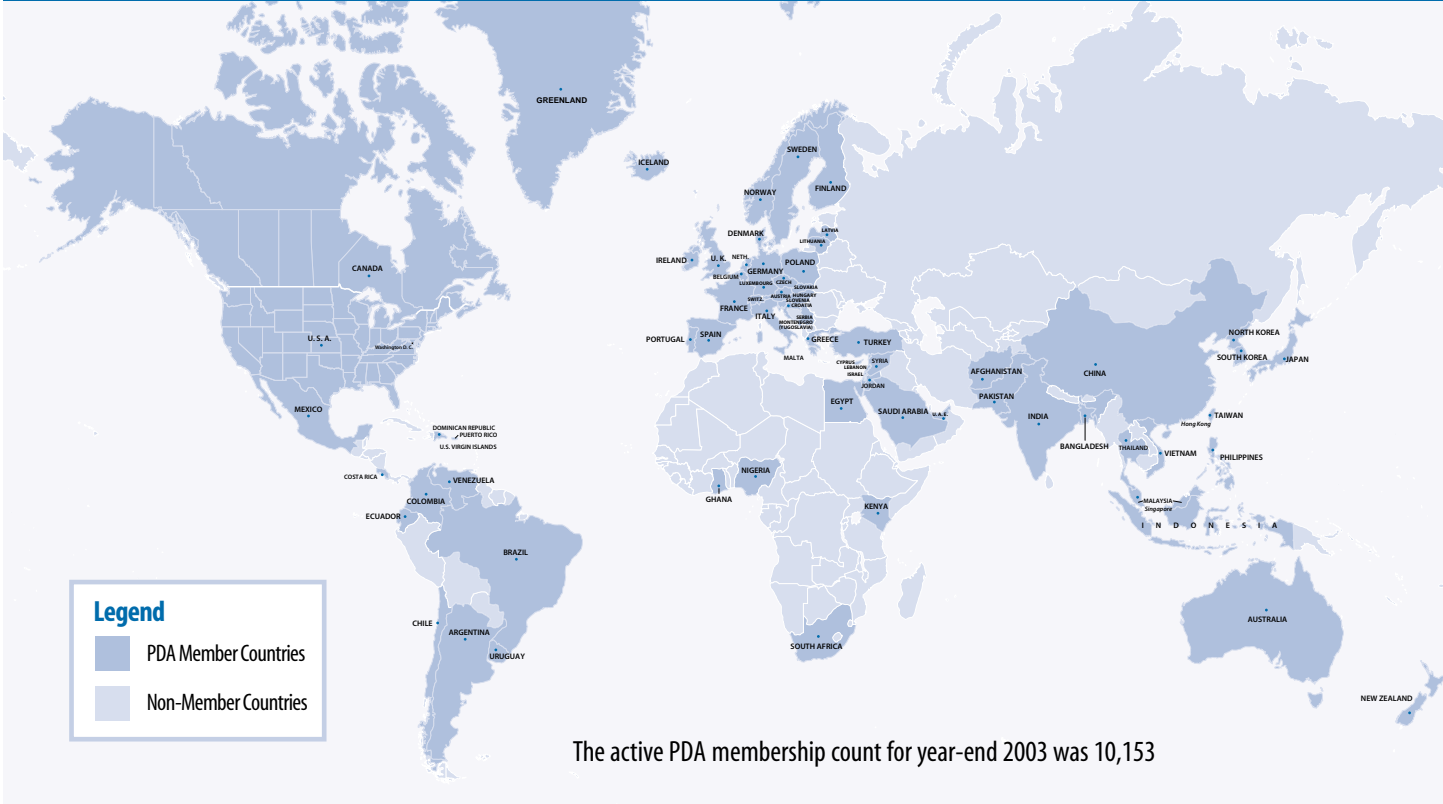 GREENLAND
ICELAND
SWEDEN
FINLAND
NORWAY
LATVIA
DENMARK
LITHUANIA
IRELAND
U. K.
NETH.
POLAND
BELGIUM
GERMANY
LUXEMBOURG
CZECH
SLOVARIA
SWITZ.
AUSTRIA
HUNGARY
SLOVENIA
CROATIA
FRANCE
ITALY
SERBIA
MONTENEGRO
(YUGOSLAVIA)
PORTUGAL
SPAIN
GREECE
TURKEY
MALTA
CYPRUS
LEBANON
ISRAEL
SYRIA
JORDAN
CANADA
U. S. A.
Washington D. C.
MEXICO
DOMINICAN REPUBLIC
PUERTO RICO
U.S. VIRGIN ISLANDS
COSTA RICA
VENEZUELA
COLOMBIA
ECUADOR
BRAZIL
CHILE
ARGENTINA
URUGUAY
EGYPT
SAUDI ARABIA
U. A. E.
NIGERIA
GHANA
KENYA
SOUTH AFRICA
AFGHANISTAN
PAKISTAN
INDIA
BANGLADESH
CHINA
NORTH KOREA
SOUTH KOREA
JAPAN
TAIWAN
Hong Kong
THAILAND
VIETNAM
PHILIPPINES
MALAYSIA
Singapore
INDONESIA
AUSTRALIA
NEW ZEALAND
Legend
PDA Member Countries
Non-Member Countries
The active PDA membership count for year-end 2003 was 10,153